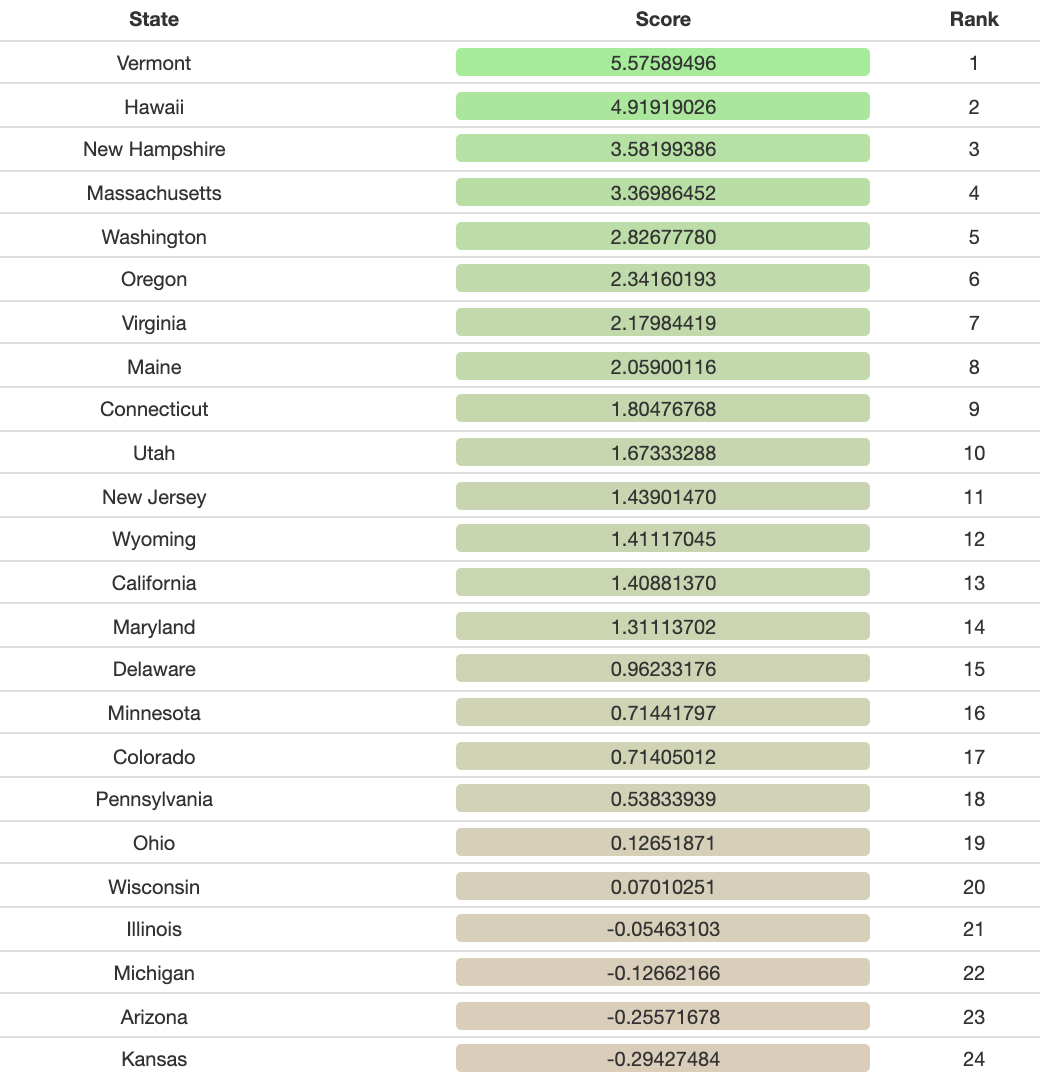 State Score Rank
Vermont 5.57589496 1
Hawaii 4.91919026 2
New Hampshire 3.58199386 3
Massachusetts 3.36986452 4
Washington 2.82677780 5
Oregon 2.34160193 6
Virginia 2.17984419 7
Maine 2.05900116 8
Connecticut 1.80476768 9
Utah 1.67333288 10
New Jersey 1.43901470 11
Wyoming 1.41117045 12
California 1.40881370 13
Maryland 1.31113702 14
Delaware 0.96233176 15
Minnesota 0.71441797 16
Colorado 0.71405012 17
Pennsylvania 0.53833939 18
Ohio 0.12651871 19
Wisconsin 0.07010251 20
Illinois -0.05463103 21
Michigan -0.12662166 22
Arizona -0.25571678 23
Kansas -0.29427484 24